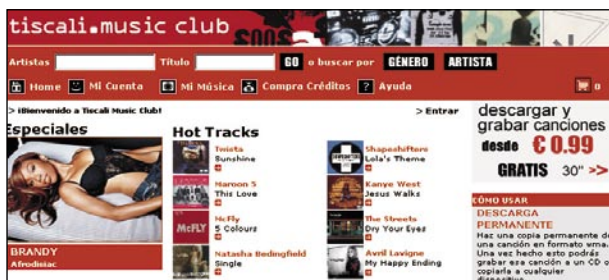 tiscali.music club
Artistas Título GO o buscar por GÉNERO ARTISTA
Home Mi Cuenta Mi Música Compra Créditos ? Ayuda 0
> ¡Bienvenido a Tiscali Music Club! > Entrar
Especiales
BRANDY
Afrodisiac
Hot Tracks
Twista
Sunshine
Maroon 5
This Love
McFLY
McFly
5 Colours
Natasha Bedingfield
Single
Shapeshifters
Lola's Theme
Kanye West
Jesus Walks
The Streets
Dry Your Eyes
Avril Lavigne
My Happy Ending
descargar y
grabar canciones
desde € 0.99
GRATIS 30" >>
CÓMO USAR
DESCARGA
PERMANENTE
Haz una copia permanente de
una canción en formato wma.
Una vez hecho esto podrás
grabar esa canción a un CD o
copiarla a cualquier
dispositivo